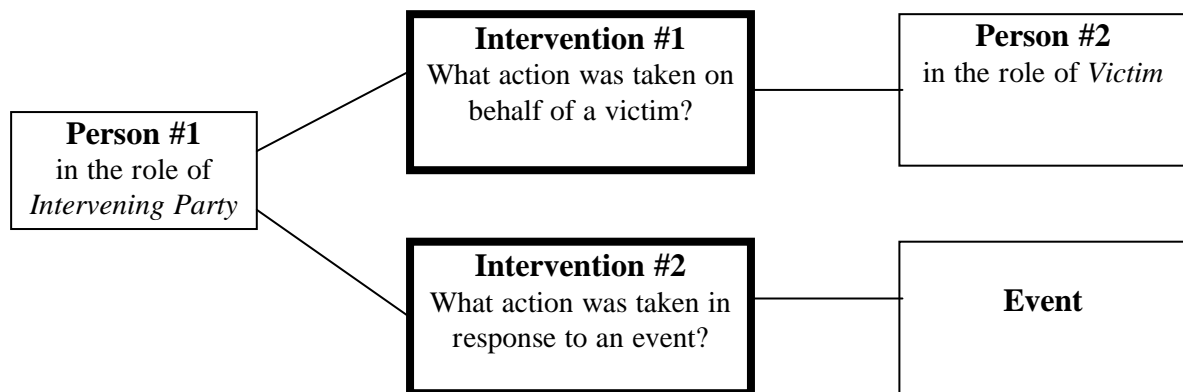 Person #1
in the role of
Intervening Party
Intervention #1
What action was taken on
behalf of a victim?
Person #2
in the role of Victim
Intervention #2
What action was taken in
response to an event?
Event